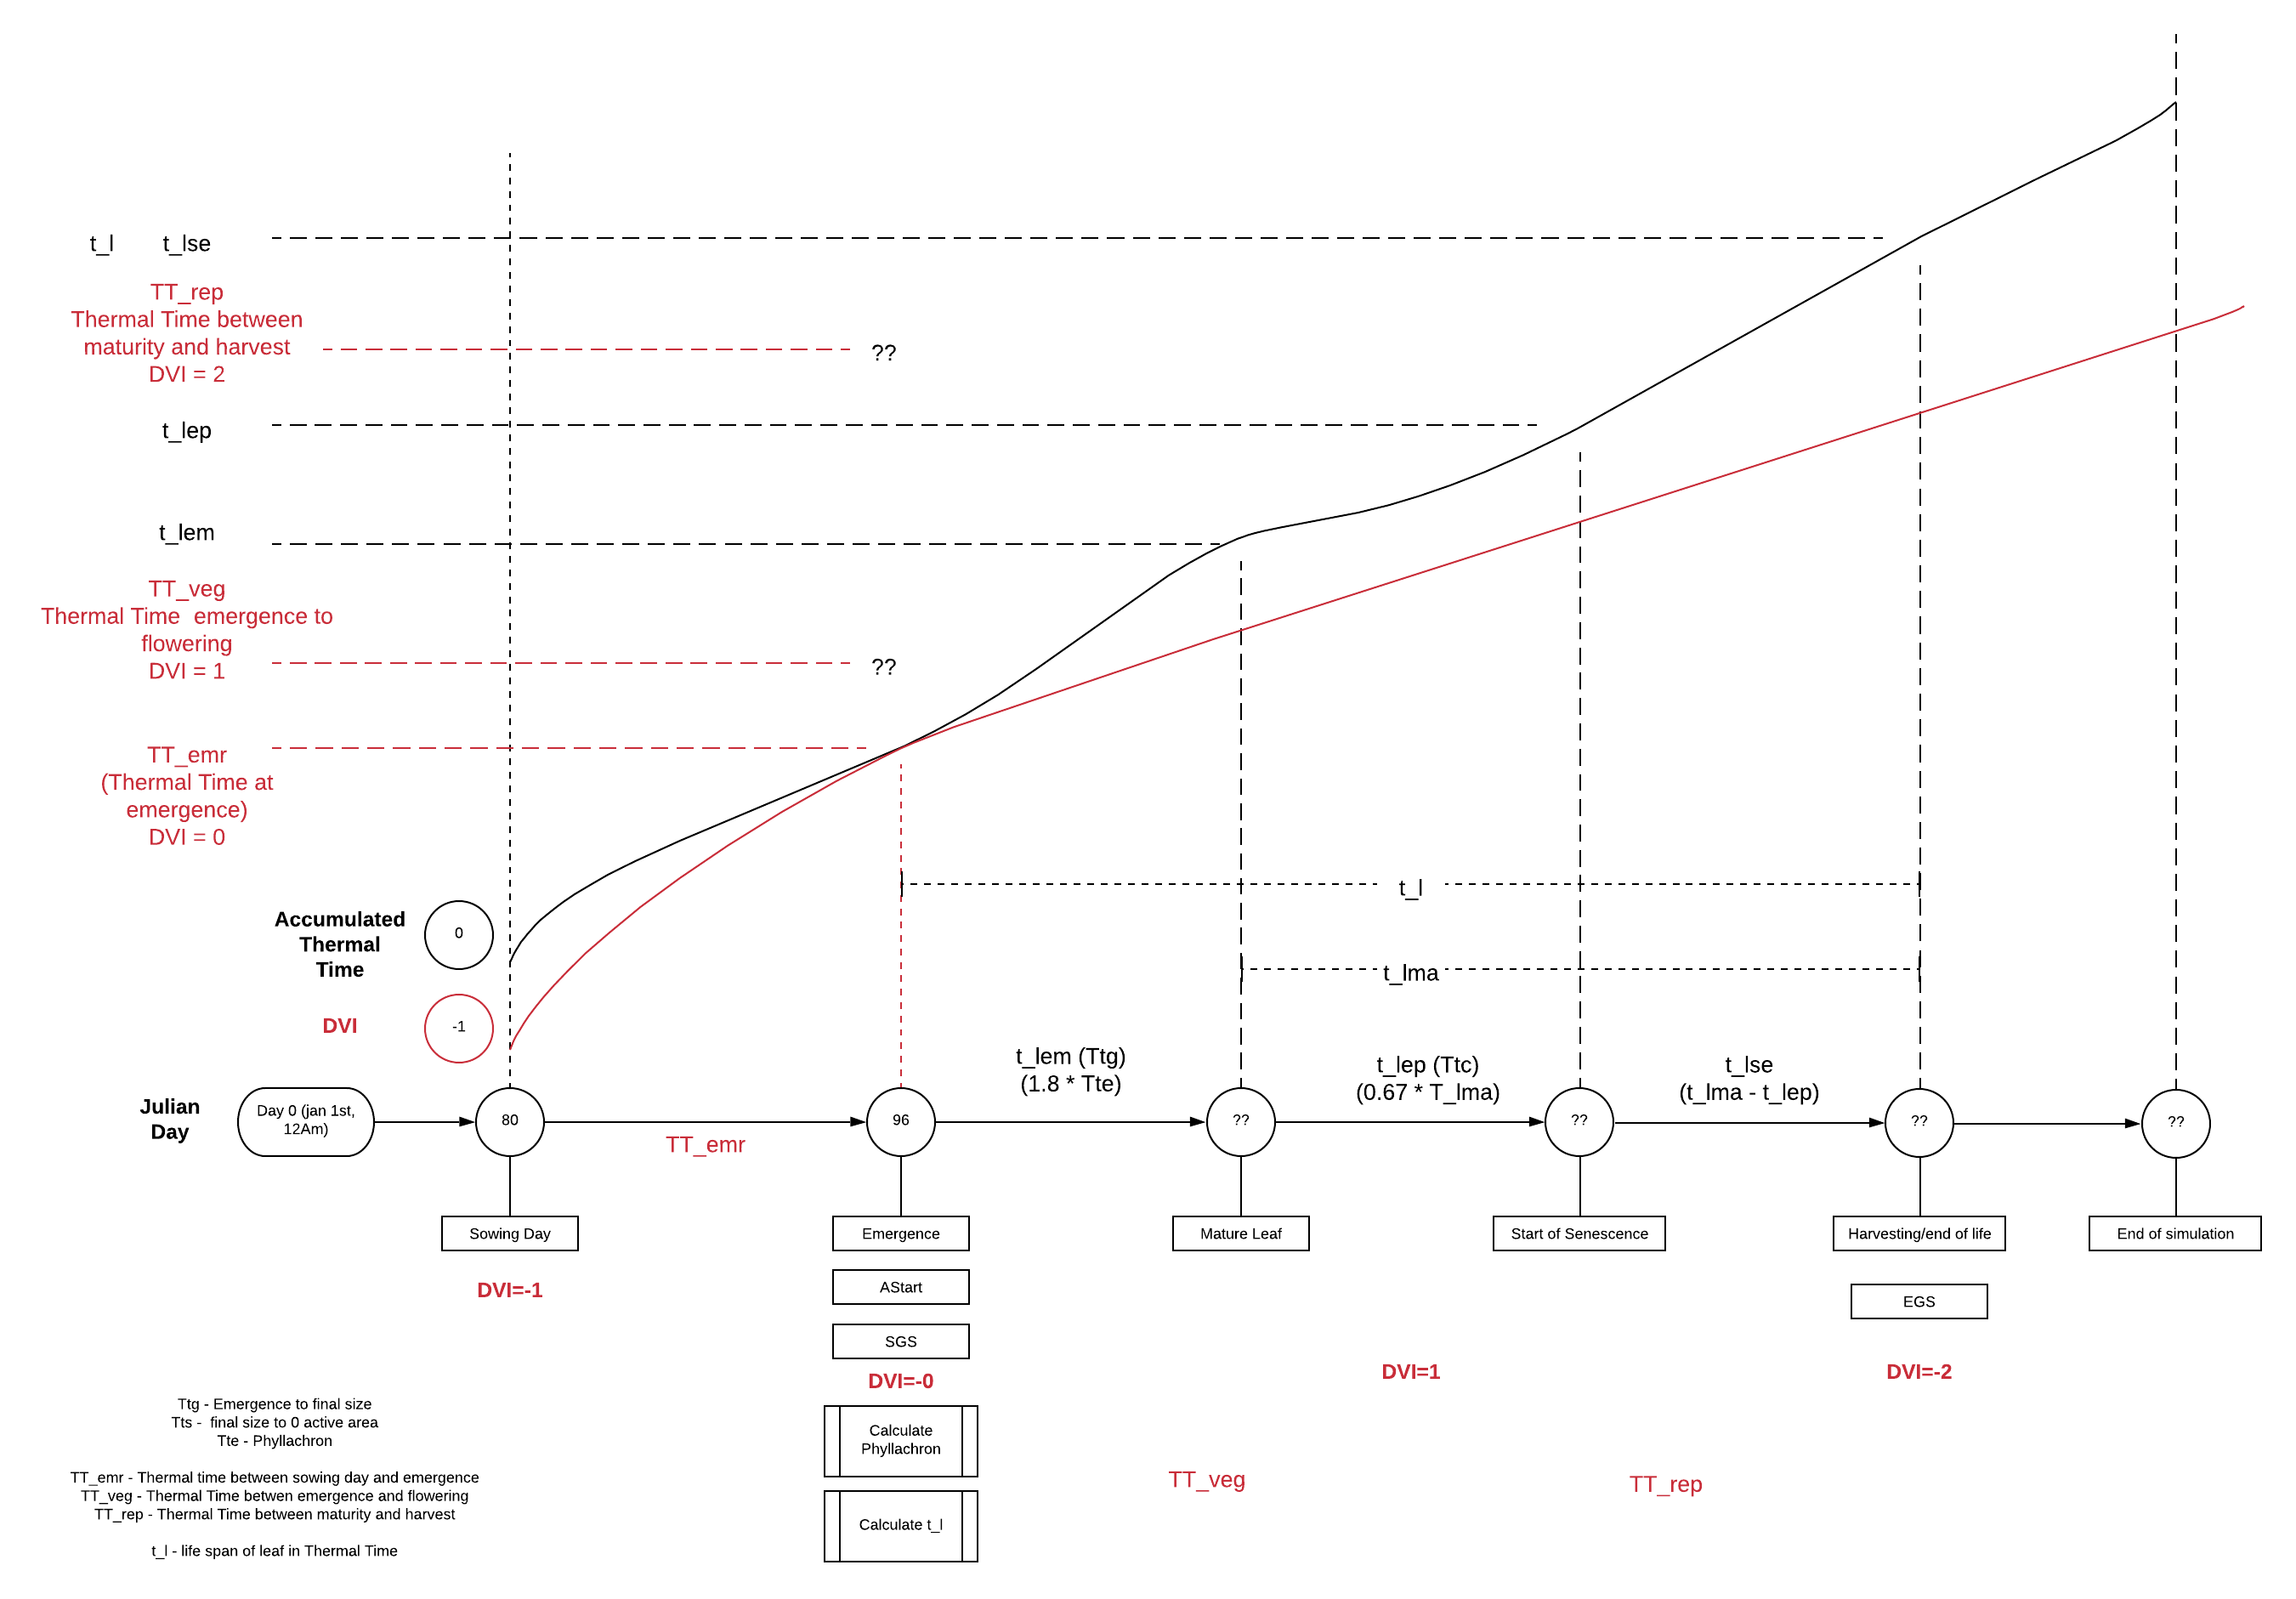 t_l t_lse
TT_rep
Thermal Time between
maturity and harvest
DVI = 2
??
t_lep
t_lem
TT_veg
Thermal Time emergence to
flowering
DVI = 1
??
TT_emr
(Thermal Time at
emergence)
DVI = 0
t_l
Accumulated
Thermal
Time
0
t_lma
DVI
-1
t_lem (Ttg)
(1.8 * Tte)
t_lep (Ttc)
(0.67 * T_lma)
t_lse
(t_lma - t_lep)
Julian
Day
Day 0 (jan 1st,
12Am)
80
96
??
??
??
??
TT_emr
Sowing Day
Emergence
Mature Leaf
Start of Senescence
Harvesting/end of life
End of simulation
DVI=-1
AStart
EGS
SGS
DVI=-0
DVI=1
DVI=-2
Calculate
Phyllachron
Calculate t_l
TT_veg
TT_rep
Ttg - Emergence to final size
Tts - final size to 0 active area
Tte - Phyllachron
TT_emr - Thermal time between sowing day and emergence
TT_veg - Thermal Time betwen emergence and flowering
TT_rep - Thermal Time between maturity and harvest
t_l - life span of leaf in Thermal Time